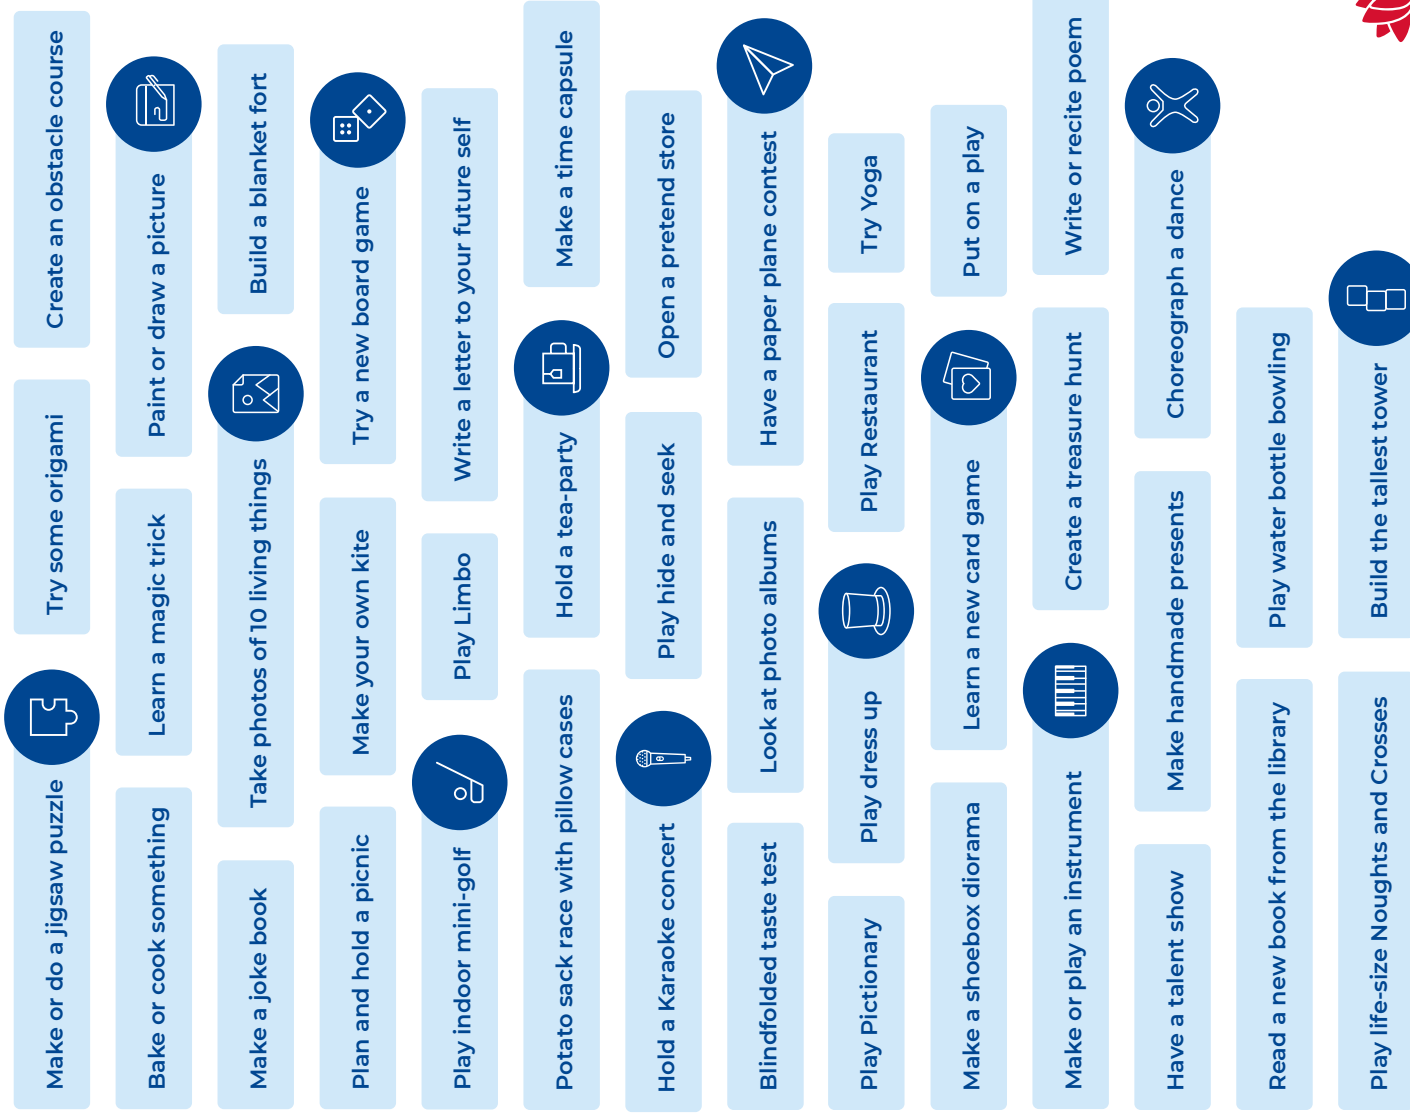 Make or do a jigsaw puzzle
Try some origami
Create an obstacle course
Bake or cook something
Learn a magic trick
Paint or draw a picture
Make a joke book
Take photos of 10 living things
Build a blanket fort
Plan and hold a picnic
Make your own kite
Try a new board game
Play indoor mini-golf
Play Limbo
Write a letter to your future self
Potato sack race with pillow cases
Hold a tea-party
Make a time capsule
Hold a Karaoke concert
Play hide and seek
Open a pretend store
Blindfolded taste test
Look at photo albums
Have a paper plane contest
Play Pictionary
Play dress up
Play Restaurant
Try Yoga
Make a shoebox diorama
Learn a new card game
Put on a play
Make or play an instrument
Create a treasure hunt
Write or recite poem
Have a talent show
Make handmade presents
Choreograph a dance
Read a new book from the library
Play water bottle bowling
Play life-size Noughts and Crosses
Build the tallest tower